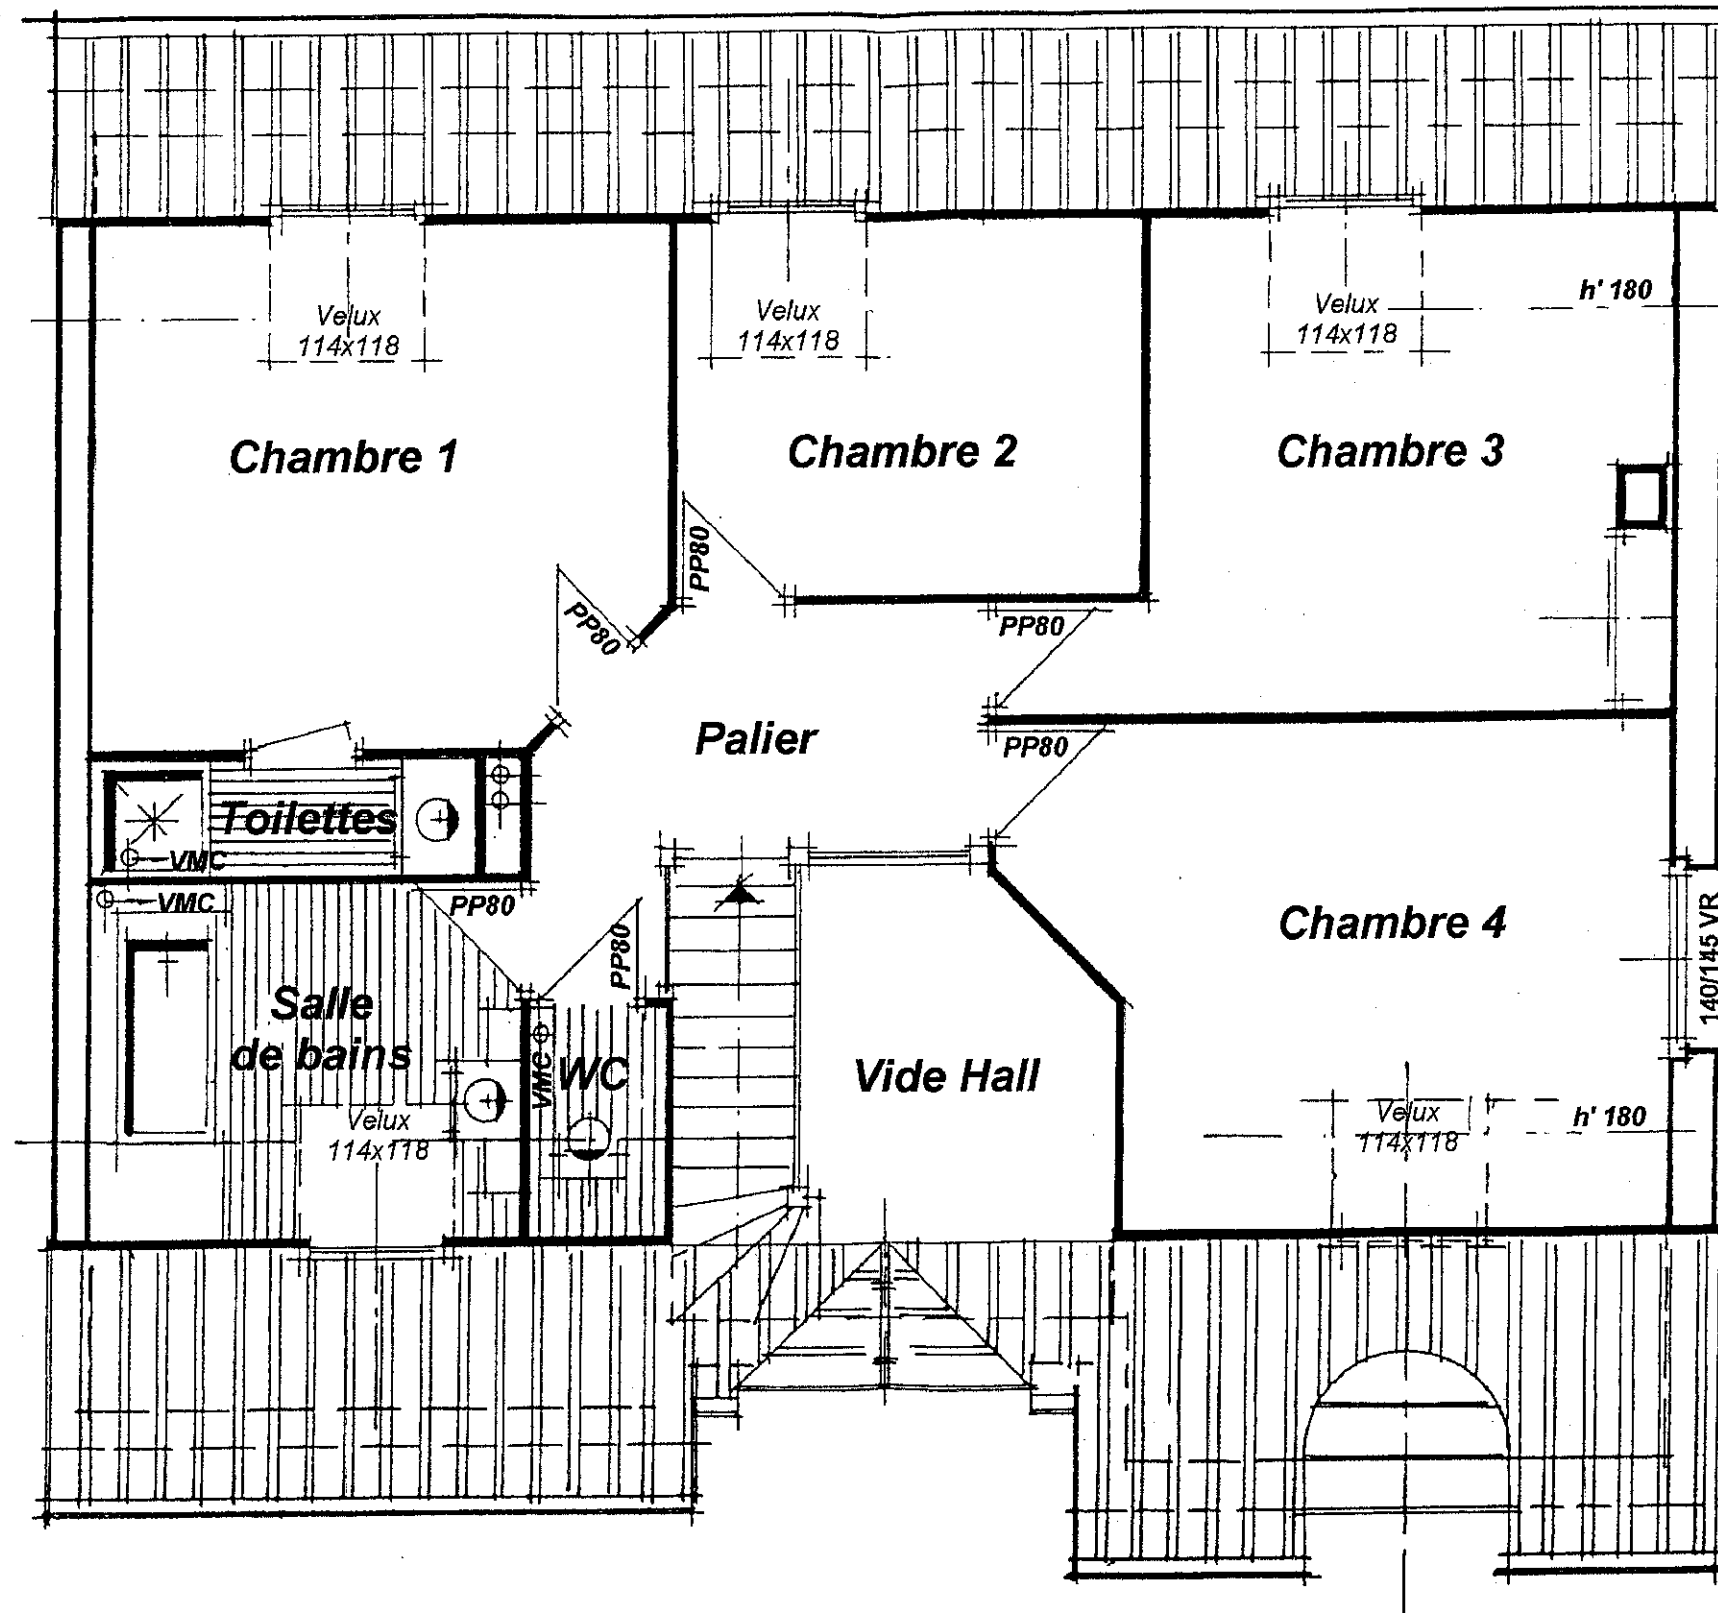 Velux
114x118
Velux
114x118
Velux
114x118
h' 180
Chambre 1
Chambre 2
Chambre 3
PP80
PP80
PP80
Palier
PP80
Toilettes
VMC
VMC
PP80
PP80
Chambre 4
140/145 VR
Salle
de bains
VMC
WC
Vide Hall
Velux
114x118
Velux
114x118
h' 180